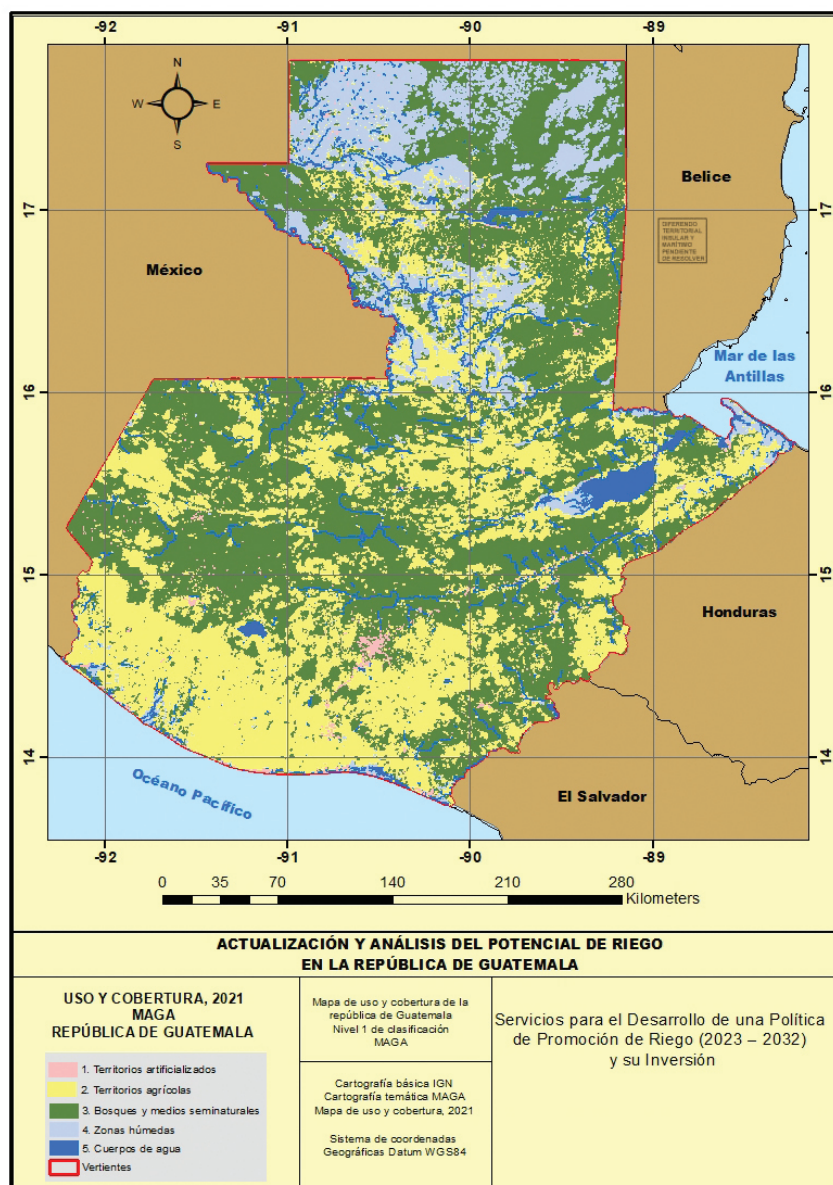 -92 -91 -90 -89
N
W E
S
17 17
Belice
DIFERENDO
TERRITORIAL
INSULAR Y
MARÍTIMO
PENDIENTE
DE RESOLVER
México
Mar de las
Antillas
16 16
15 15
Honduras
14 14
Océano Pacífico
El Salvador
-92 -91 -90 -89
0 35 70 140 210 280
Kilometers
ACTUALIZACIÓN Y ANÁLISIS DEL POTENCIAL DE RIEGO
EN LA REPÚBLICA DE GUATEMALA
USO Y COBERTURA, 2021
MAGA
REPÚBLICA DE GUATEMALA
1. Territorios artificializados
2. Territorios agrícolas
3. Bosques y medios seminaturales
4. Zonas húmedas
5. Cuerpos de agua
Vertientes
Mapa de uso y cobertura de la
república de Guatemala
Nivel 1 de clasificación
MAGA
Cartografía básica IGN
Cartografía temática MAGA
Mapa de uso y cobertura, 2021
Sistema de coordenadas
Geográficas Datum WGS84
Servicios para el Desarrollo de una Política
de Promoción de Riego (2023 – 2032)
y su Inversión